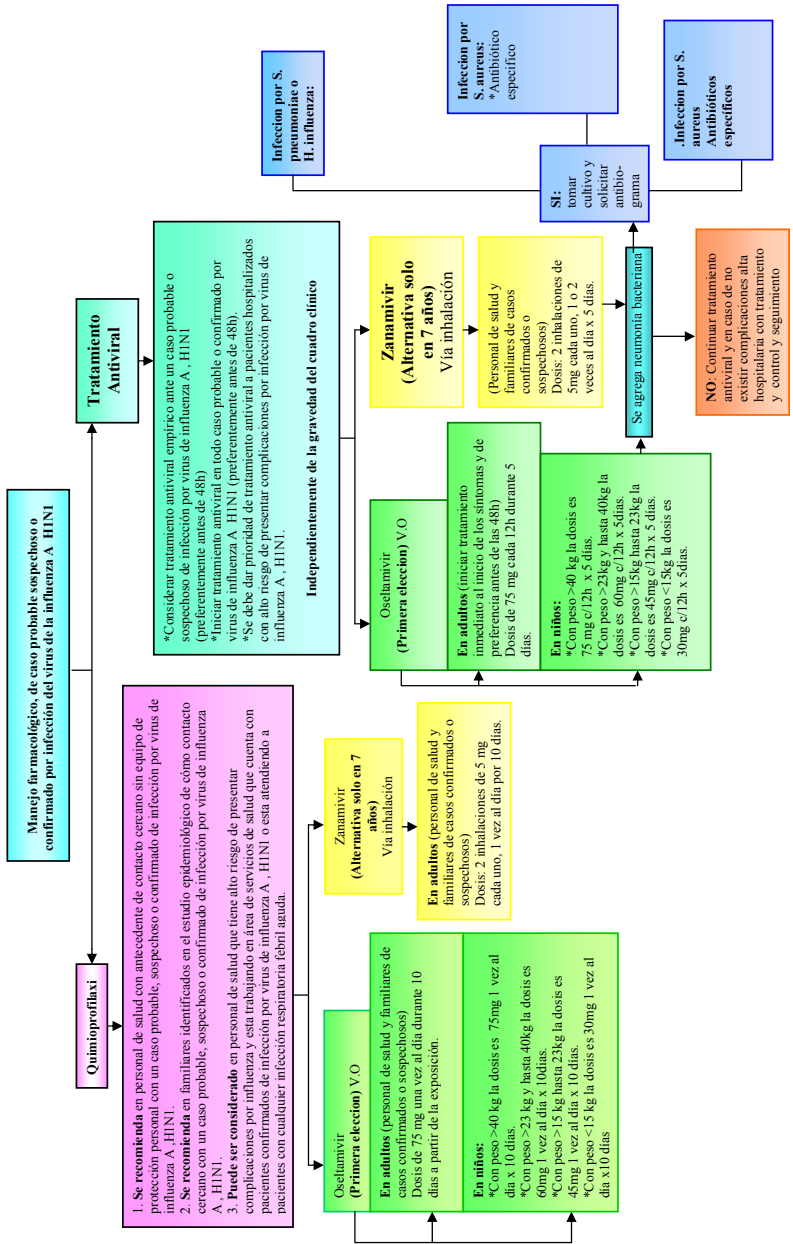 Manejo farmacológico, de caso probable sospechoso o
confirmado por infección del virus de la influenza A H1N1
Quimioprofilaxi
1. Se recomienda en personal de salud con antecedente de contacto cercano sin equipo de
protección personal con un caso probable, sospechoso o confirmado de infección por virus de
influenza A ,H1N1.
2. Se recomienda en familiares identificados en el estudio epidemiológico de cómo contacto
cercano con un caso probable, sospechoso o confirmado de infección por virus de influenza
A , H1N1.
3. Puede ser considerado en personal de salud que tiene alto riesgo de presentar
complicaciones por influenza y esta trabajando en área de servicios de salud que cuenta con
pacientes confirmados de infección por virus de influenza A , H1N1 o esta atendiendo a
pacientes con cualquier infección respiratoria febril aguda.
Oseltamivir
(Primera eleccion) V.O
En adultos (personal de salud y familiares de
casos confirmados o sospechosos)
Dosis de 75 mg una vez al dia durante 10
días a partir de la exposición.
En niños:
*Con peso >40 kg la dosis es 75mg 1 vez al
día x 10 días.
*Con peso >23 kg y hasta 40kg la dosis es
60mg 1 vez al día x 10días.
*Con peso >15 kg hasta 23kg la dosis es
45mg 1 vez al día x 10 días.
*Con peso <15 kg la dosis es 30mg 1 vez al
día x10 días
Zanamivir
(Alternativa solo en 7
años)
Vía inhalación
En adultos (personal de salud y
familiares de casos confirmados o
sospechosos)
Dosis: 2 inhalaciones de 5 mg
cada uno, 1 vez al día por 10 días.
Tratamiento
Antiviral
*Considerar tratamiento antiviral empírico ante un caso probable o
sospechoso de infección por virus de influenza A , H1N1
(preferentemente antes de 48h)
*Iniciar tratamiento antiviral en todo caso probable o confirmado por
virus de influenza A H1N1 (preferentemente antes de 48h).
*Se debe dar prioridad de tratamiento antiviral a pacientes hospitalizados
con alto riesgo de presentar complicaciones por infección por virus de
influenza A , H1N1.
Independientemente de la gravedad del cuadro clínico
Oseltamivir
(Primera eleccion) V.O
En adultos (iniciar tratamiento
inmediato al inicio de los síntomas y de
preferencia antes de las 48h)
Dosis de 75 mg cada 12h durante 5
días.
En niños:
*Con peso >40 kg la dosis es
75 mg c/12h x 5 días.
*Con peso >23kg y hasta 40kg la
dosis es 60mg c/12h x 5días.
*Con peso >15kg hasta 23kg la
dosis es 45mg c/12h x 5 días.
*Con peso <15kg la dosis es
30mg c/12h x 5días.
Zanamivir
(Alternativa solo
en 7 años)
Vía inhalación
(Personal de salud y
familiares de casos
confirmados o
sospechosos)
Dosis: 2 inhalaciones de
5mg cada uno, 1 o 2
veces al día x 5 días.
Se agrega neumonía bacteriana
SI:
tomar
cultivo y
solicitar
antibio-
grama
NO: Continuar tratamiento
antiviral y en caso de no
existir complicaciones alta
hospitalaria con tratamiento
y control y seguimiento
Infeccion por S.
pneumoniae o
H. influenza:
Infeccion por
S. aureus:
*Antibiótico
especifico
.Infeccion por S.
aureus
Antibióticos
específicos